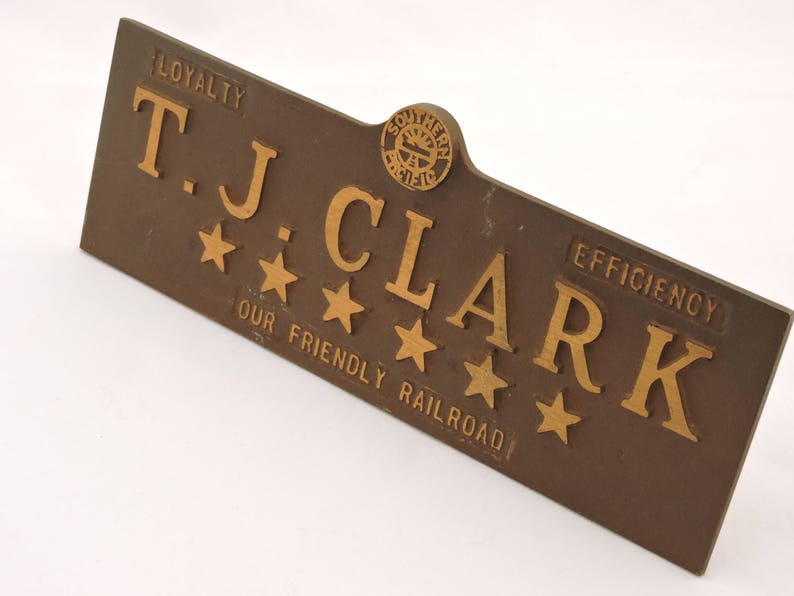 LOYALTY
SOUTHERN
PACIFIC
T.J.CLARK
EFFICIENCY
OUR FRIENDLY RAILROAD